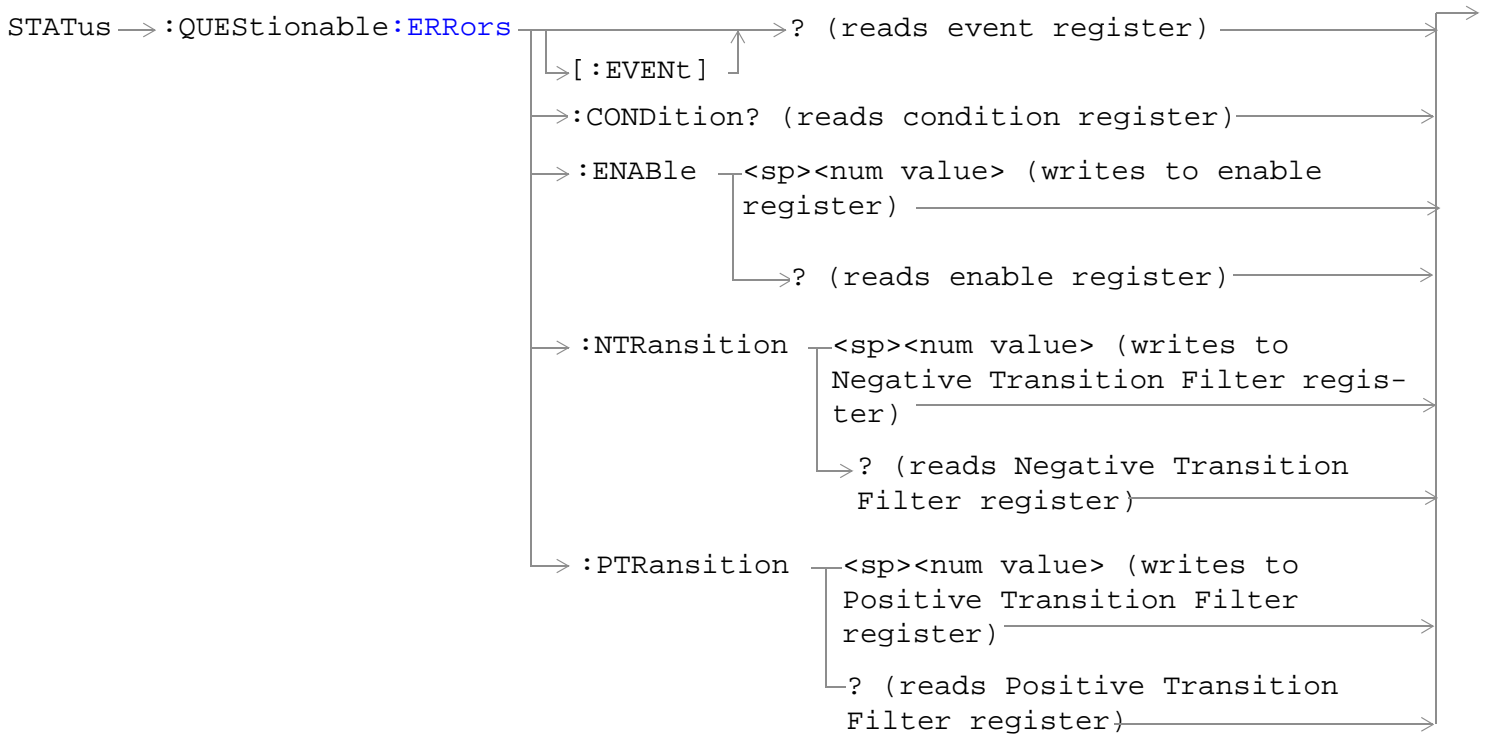 STATus :QUEStionable:ERRors ? (reads event register)
[:EVENt]
:CONDition? (reads condition register)
:ENABle <sp><num value> (writes to enable
register)
? (reads enable register)
:NTRansition <sp><num value> (writes to
Negative Transition Filter regis-
ter)
? (reads Negative Transition
Filter register)
:PTRansition <sp><num value> (writes to
Positive Transition Filter
register)
? (reads Positive Transition
Filter register)